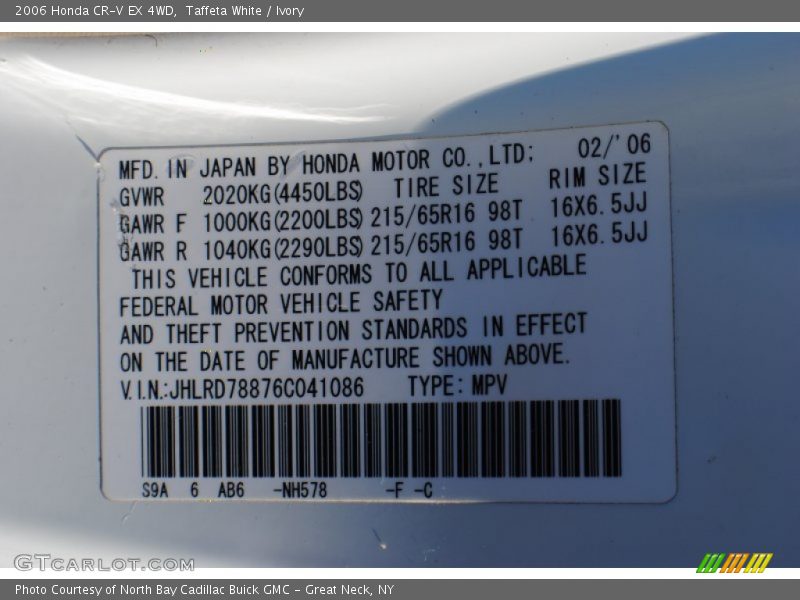 2006 Honda CR-V EX 4WD, Taffeta White / Ivory
MFD. IN JAPAN BY HONDA MOTOR CO.,LTD: 02/'06
GVWR 2020KG(4450LBS) TIRE SIZE RIM SIZE
GAWR F 1000KG(2200LBS) 215/65R16 98T 16X6.5JJ
GAWR R 1040KG(2290LBS) 215/65R16 98T 16X6.5JJ
THIS VEHICLE CONFORMS TO ALL APPLICABLE
FEDERAL MOTOR VEHICLE SAFETY
AND THEFT PREVENTION STANDARDS IN EFFECT
ON THE DATE OF MANUFACTURE SHOWN ABOVE.
V.I.N.:JHLRD78876C041086 TYPE: MPV
S9A 6 AB6 -NH578 -F -C
GTCARLOT.COM
Photo Courtesy of North Bay Cadillac Buick GMC - Great Neck, NY